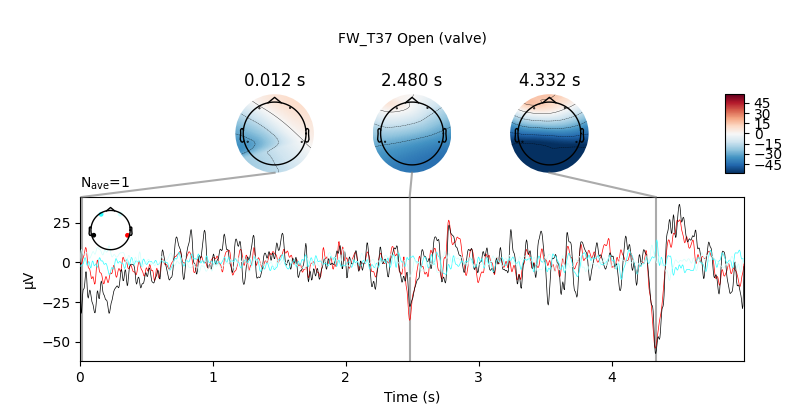 FW_T37 Open (valve)
0.012 s 2.480 s 4.332 s
45
30
15
0
−15
−30
−45
Nave=1
25
0
−25
−50
µV
0 1 2 3 4
Time (s)